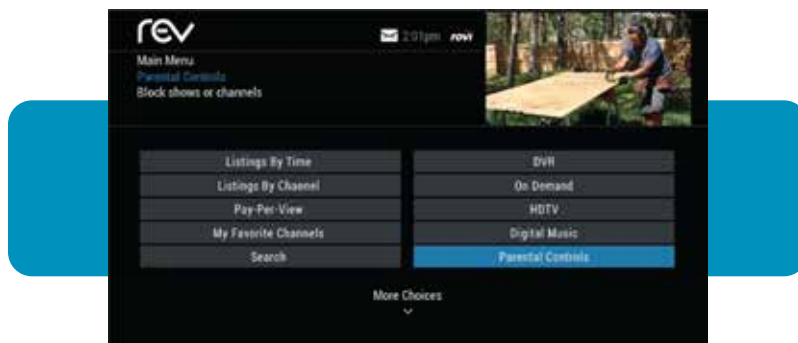 rev
2:01pm rovi
Main Menu
Parental Controls
Block shows or channels
Listings By Time
DVR
Listings By Channel
On Demand
Pay-Per-View
HDTV
My Favorite Channels
Digital Music
Search
Parental Controls
More Choices